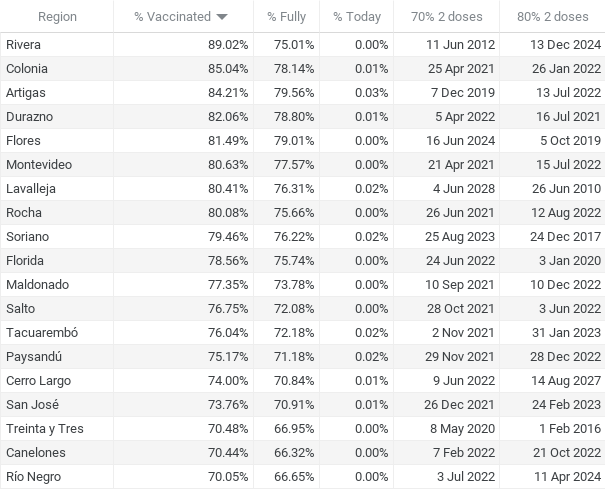 Region % Vaccinated % Fully % Today 70% 2 doses 80% 2 doses
Rivera 89.02% 75.01% 0.00% 11 Jun 2012 13 Dec 2024
Colonia 85.04% 78.14% 0.01% 25 Apr 2021 26 Jan 2022
Artigas 84.21% 79.56% 0.03% 7 Dec 2019 13 Jul 2022
Durazno 82.06% 78.80% 0.01% 5 Apr 2022 16 Jul 2021
Flores 81.49% 79.01% 0.00% 16 Jun 2024 5 Oct 2019
Montevideo 80.63% 77.57% 0.00% 21 Apr 2021 15 Jul 2022
Lavalleja 80.41% 76.31% 0.02% 4 Jun 2028 26 Jun 2010
Rocha 80.08% 75.66% 0.00% 26 Jun 2021 12 Aug 2022
Soriano 79.46% 76.22% 0.02% 25 Aug 2023 24 Dec 2017
Florida 78.56% 75.74% 0.00% 24 Jun 2022 3 Jan 2020
Maldonado 77.35% 73.78% 0.00% 10 Sep 2021 10 Dec 2022
Salto 76.75% 72.08% 0.00% 28 Oct 2021 3 Jun 2022
Tacuarembó 76.04% 72.18% 0.02% 2 Nov 2021 31 Jan 2023
Paysandú 75.17% 71.18% 0.02% 29 Nov 2021 28 Dec 2022
Cerro Largo 74.00% 70.84% 0.01% 9 Jun 2022 14 Aug 2027
San José 73.76% 70.91% 0.01% 26 Dec 2021 24 Feb 2023
Treinta y Tres 70.48% 66.95% 0.00% 8 May 2020 1 Feb 2016
Canelones 70.44% 66.32% 0.00% 7 Feb 2022 21 Oct 2022
Río Negro 70.05% 66.65% 0.00% 3 Jul 2022 11 Apr 2024